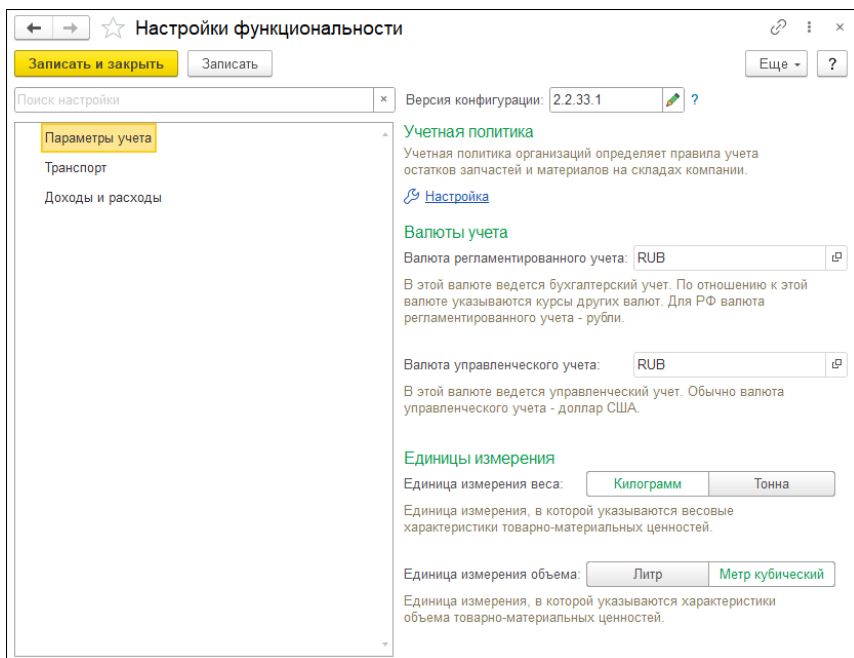 Настройки функциональности
Записать и закрыть
Записать
Еще
?
Поиск настройки
×
Версия конфигурации: 2.2.33.1
?
Параметры учета
Транспорт
Доходы и расходы
Учетная политика
Учетная политика организаций определяет правила учета
остатков запчастей и материалов на складах компании.
Настройка
Валюты учета
Валюта регламентированного учета: RUB
В этой валюте ведется бухгалтерский учет. По отношению к этой
валюте указываются курсы других валют. Для РФ валюта
регламентированного учета - рубли.
Валюта управленческого учета: RUB
В этой валюте ведется управленческий учет. Обычно валюта
управленческого учета - доллар США.
Единицы измерения
Единица измерения веса: Килограмм Тонна
Единица измерения, в которой указываются весовые
характеристики товарно-материальных ценностей.
Единица измерения объема: Литр Метр кубический
Единица измерения, в которой указываются характеристики
объема товарно-материальных ценностей.